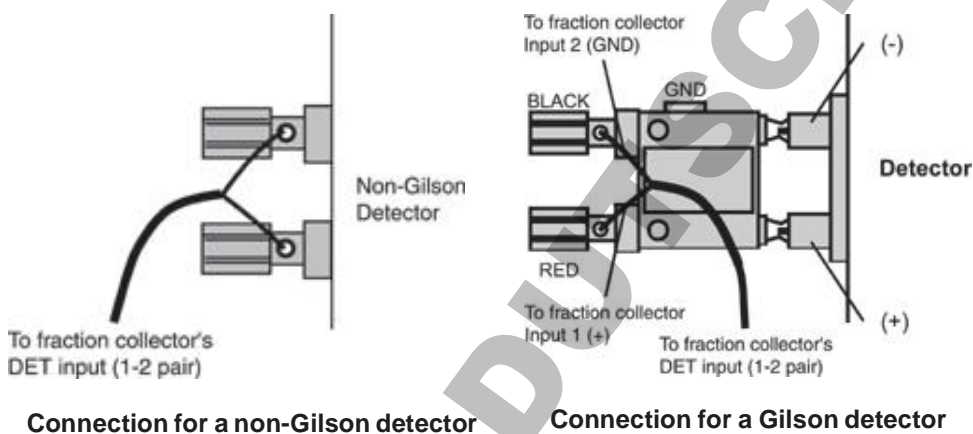 Non-Gilson
Detector
To fraction collector's
DET input (1-2 pair)
Connection for a non-Gilson detector
To fraction collector
Input 2 (GND)
(-)
BLACK
GND
Detector
RED
To fraction collector
Input 1 (+)
(+)
To fraction collector's
DET input (1-2 pair)
Connection for a Gilson detector